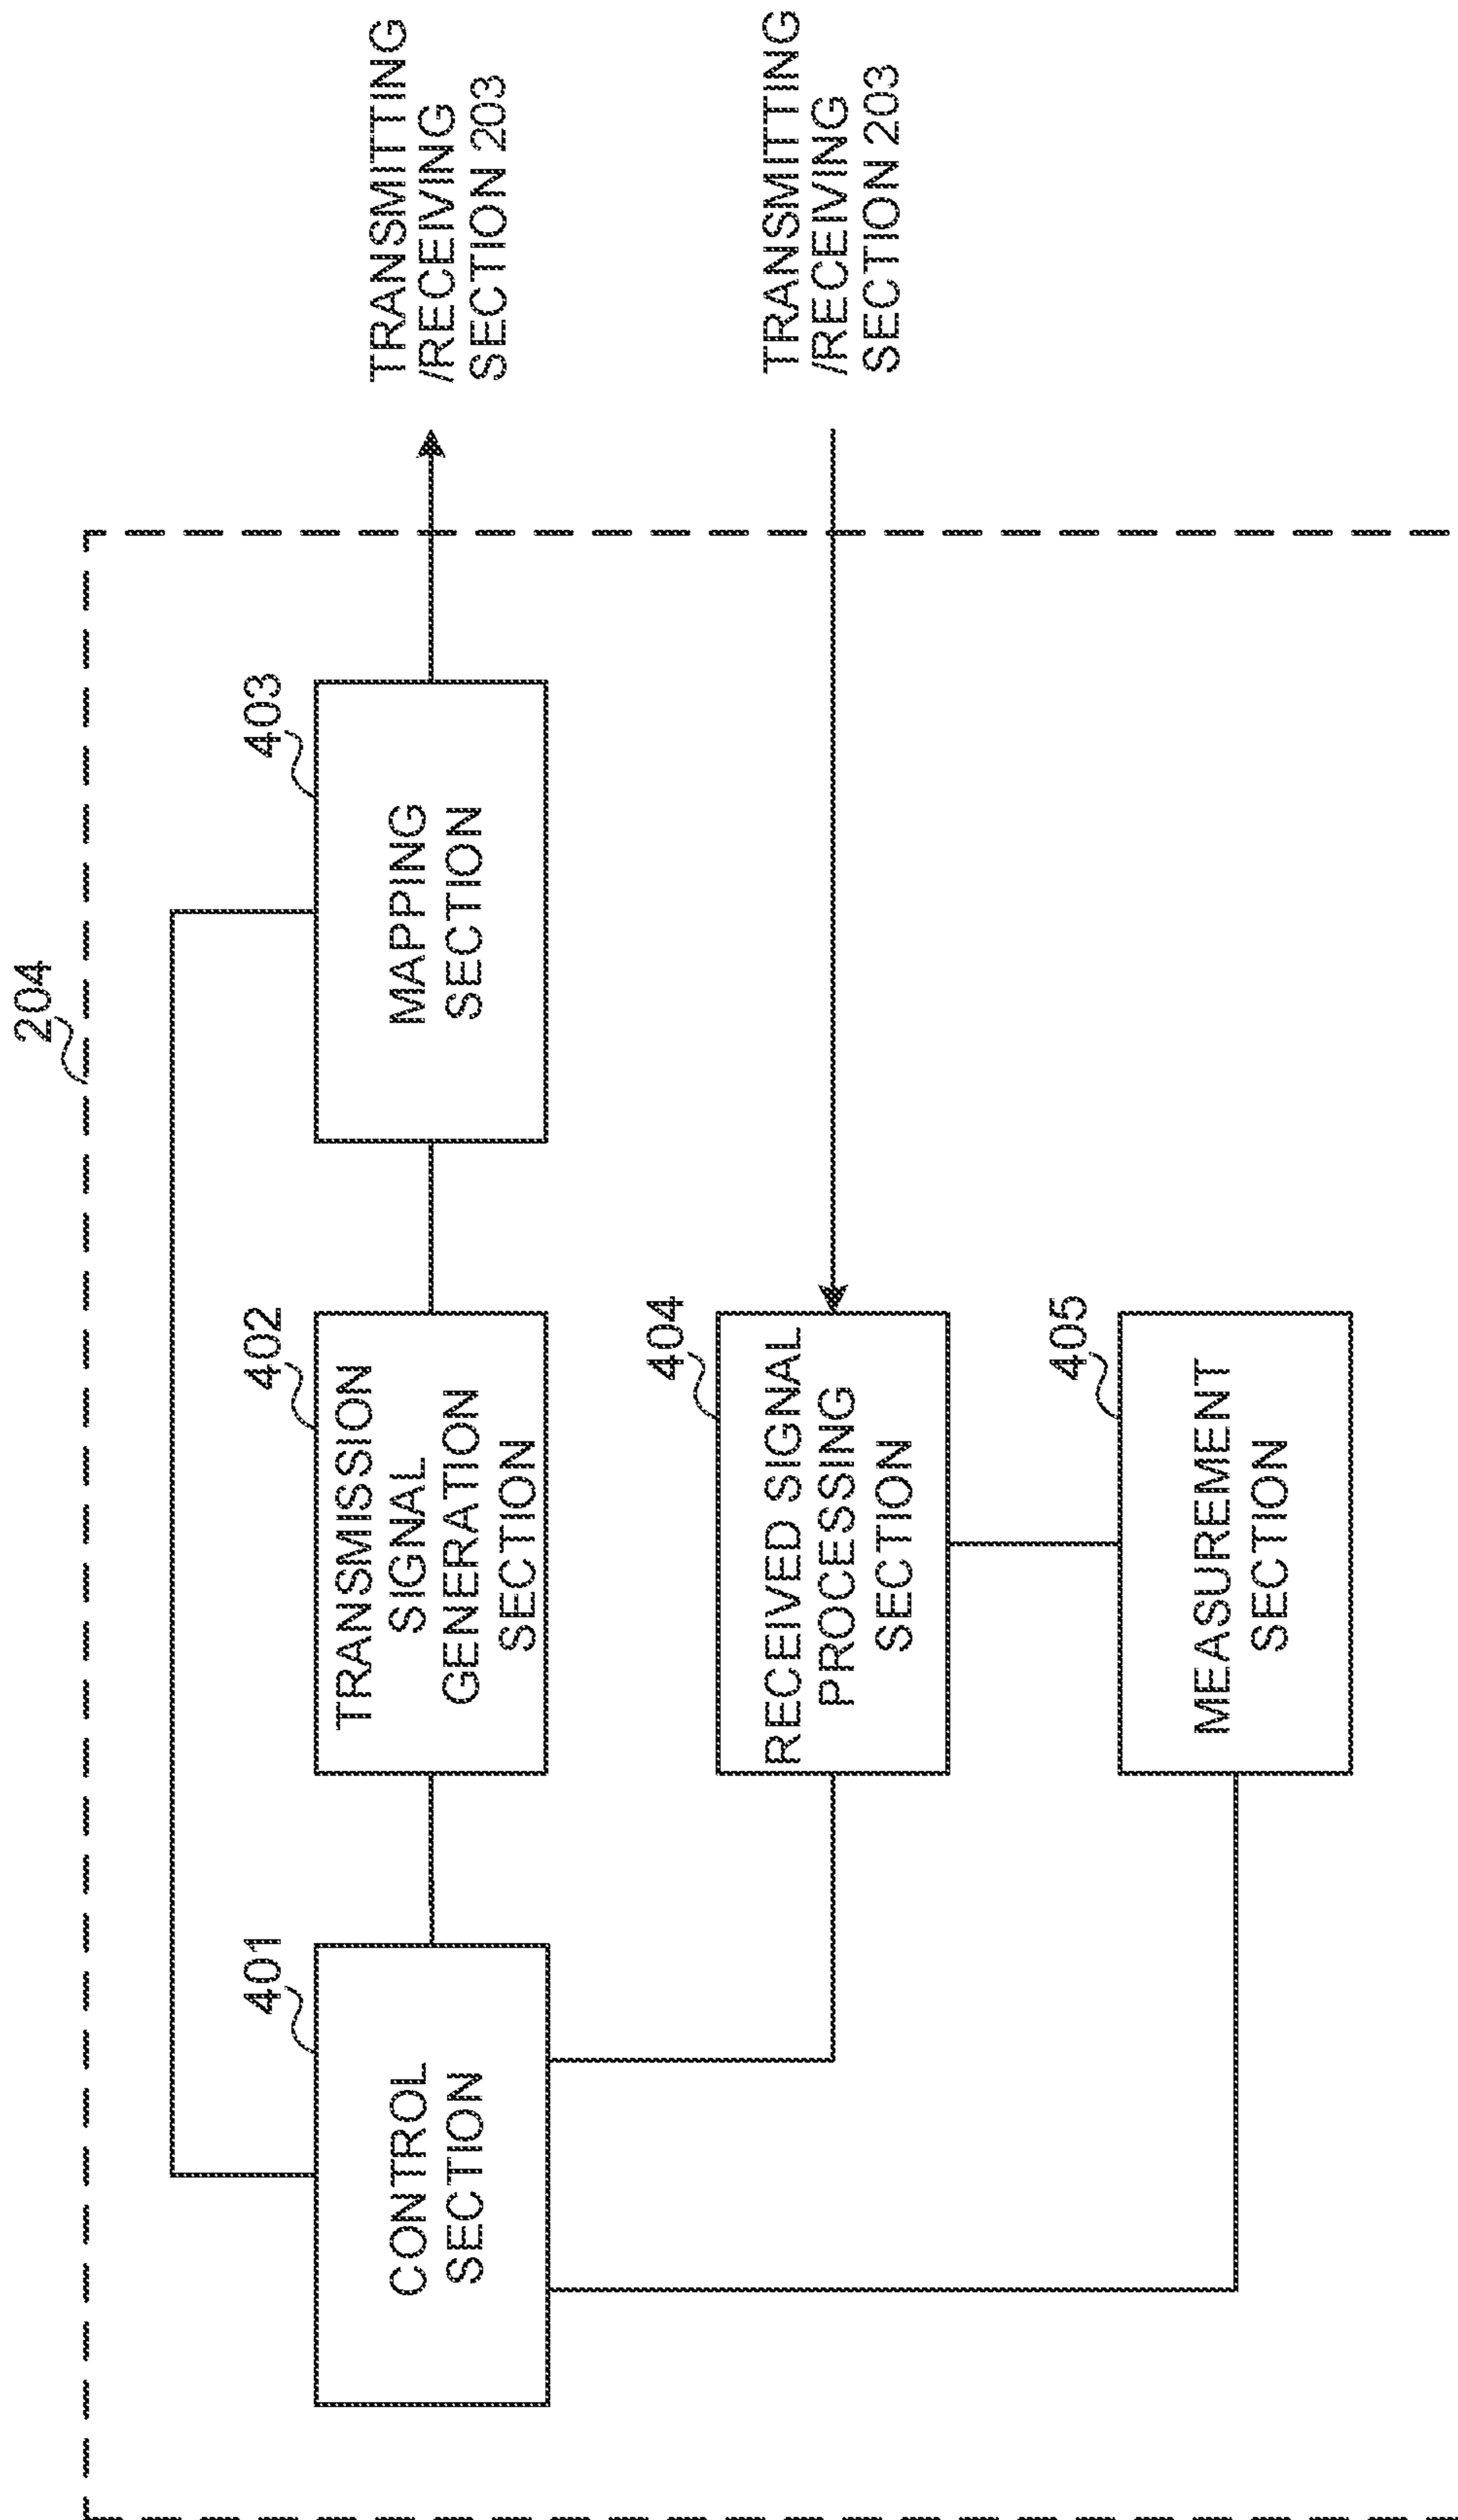 204
401
CONTROL
SECTION
402
TRANSMISSION
SIGNAL
GENERATION
SECTION
403
MAPPING
SECTION
TRANSMITTING
/RECEIVING
SECTION 203
404
RECEIVED SIGNAL
PROCESSING
SECTION
TRANSMITTING
/RECEIVING
SECTION 203
405
MEASUREMENT
SECTION